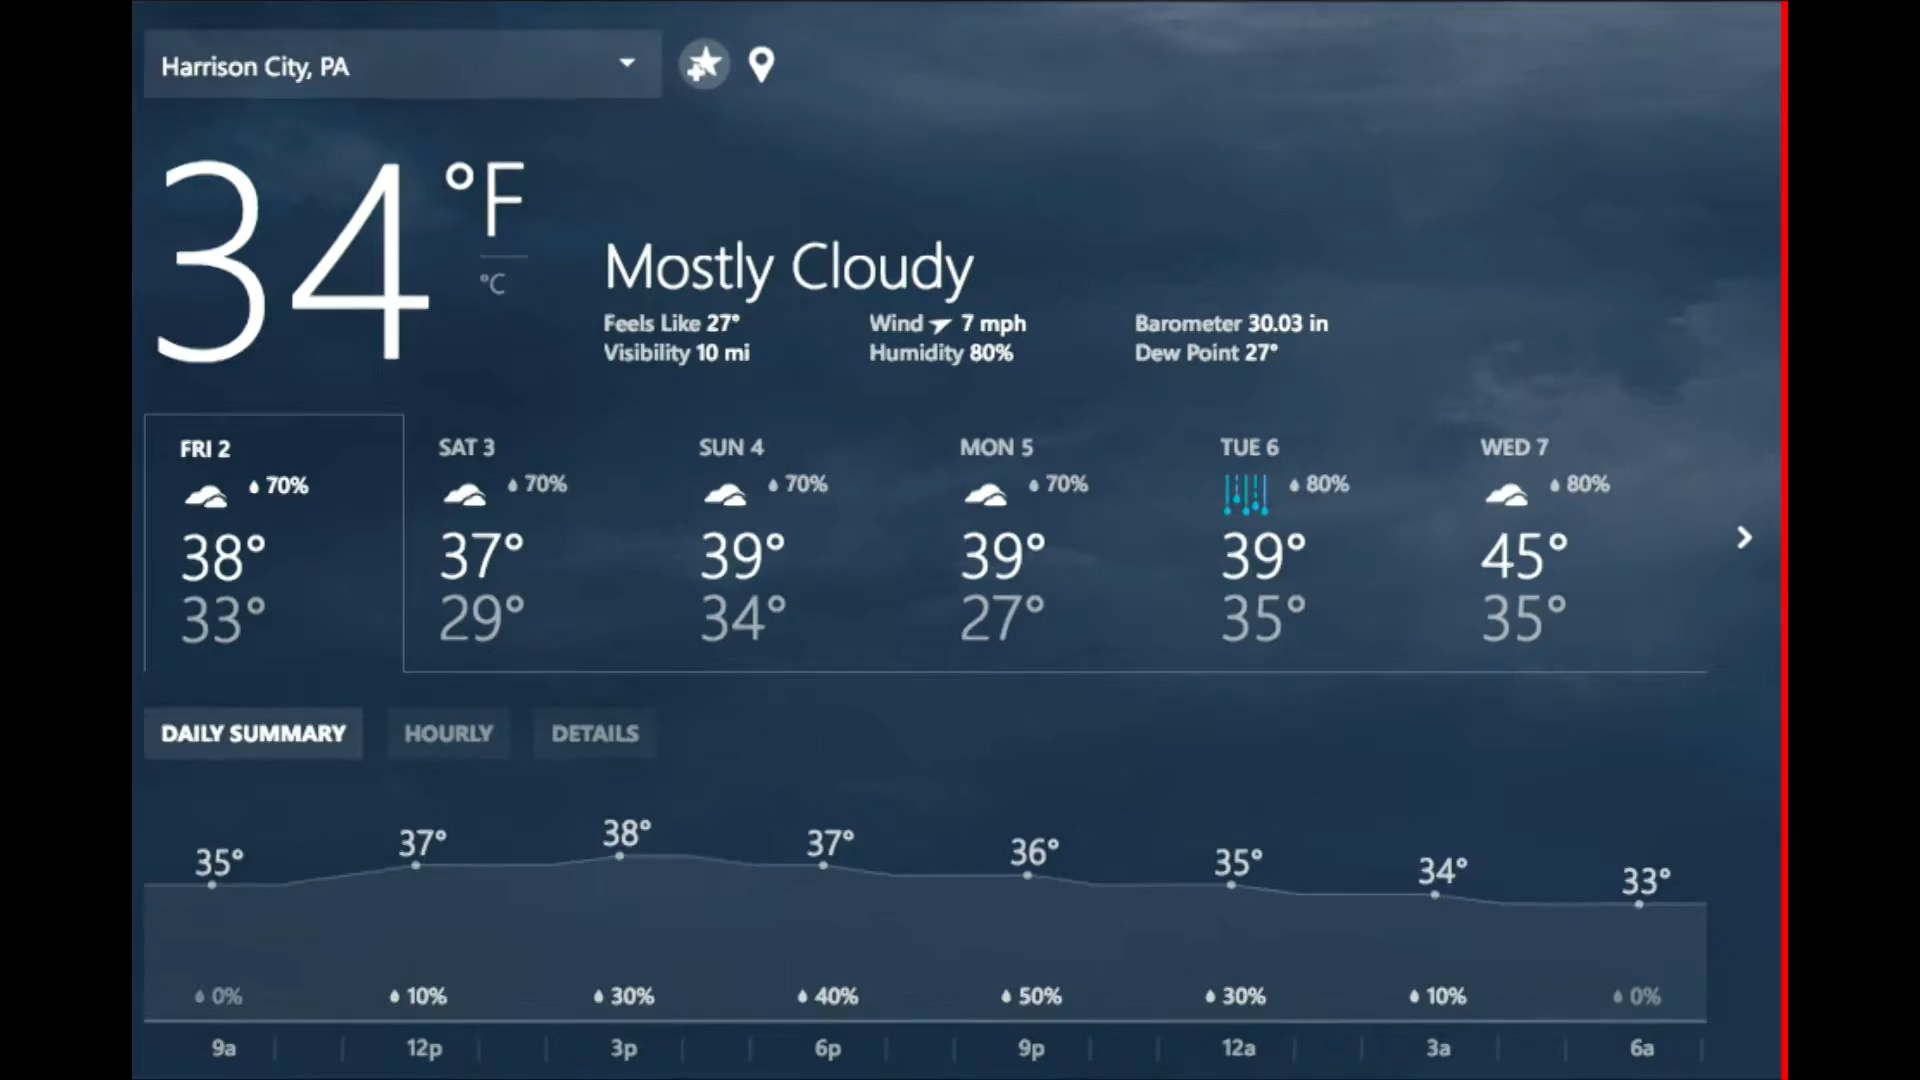 Harrison City, PA
34 °F
°C
Mostly Cloudy
Feels Like 27° Wind 7 mph Barometer 30.03 in
Visibility 10 mi Humidity 80% Dew Point 27°
FRI 2 SAT 3 SUN 4 MON 5 TUE 6 WED 7
70% 70% 70% 70% 80% 80%
38° 37° 39° 39° 39° 45°
33° 29° 34° 27° 35° 35°
DAILY SUMMARY HOURLY DETAILS
35° 37° 38° 37° 36° 35° 34° 33°
0% 10% 30% 40% 50% 30% 10% 0%
9a 12p 3p 6p 9p 12a 3a 6a